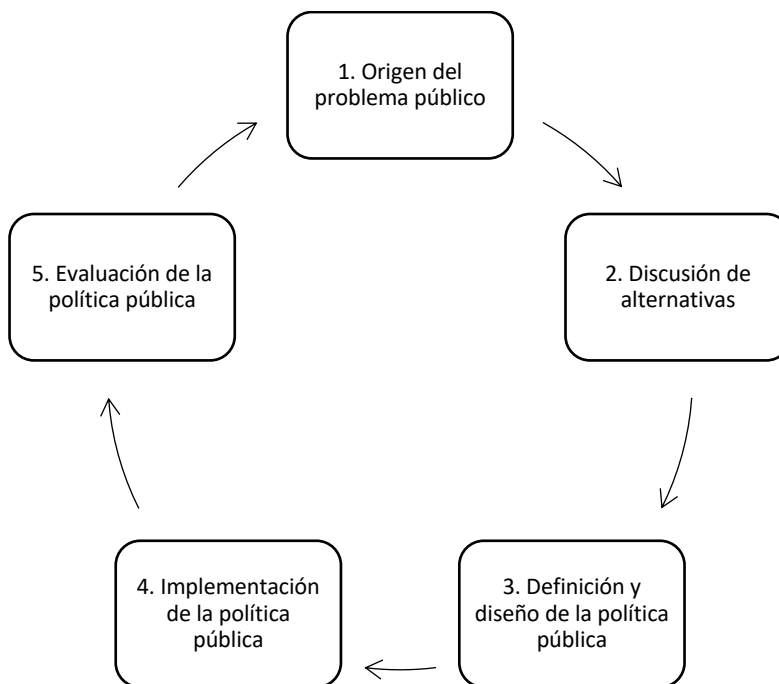 1. Origen del
problema público
2. Discusión de
alternativas
3. Definición y
diseño de la política
pública
4. Implementación
de la política
pública
5. Evaluación de la
política pública